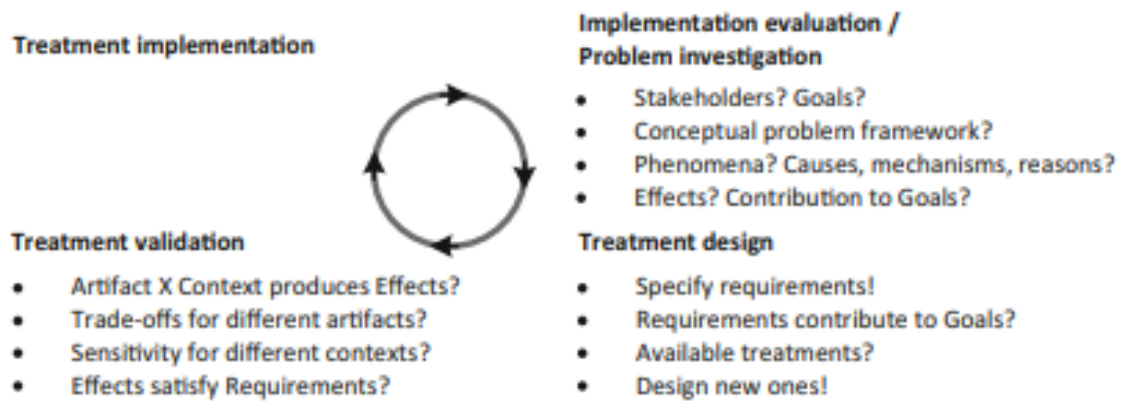 Treatment implementation
Implementation evaluation /
Problem investigation
• Stakeholders? Goals?
• Conceptual problem framework?
• Phenomena? Causes, mechanisms, reasons?
• Effects? Contribution to Goals?
Treatment validation
• Artifact X Context produces Effects?
• Trade-offs for different artifacts?
• Sensitivity for different contexts?
• Effects satisfy Requirements?
Treatment design
• Specify requirements!
• Requirements contribute to Goals?
• Available treatments?
• Design new ones!